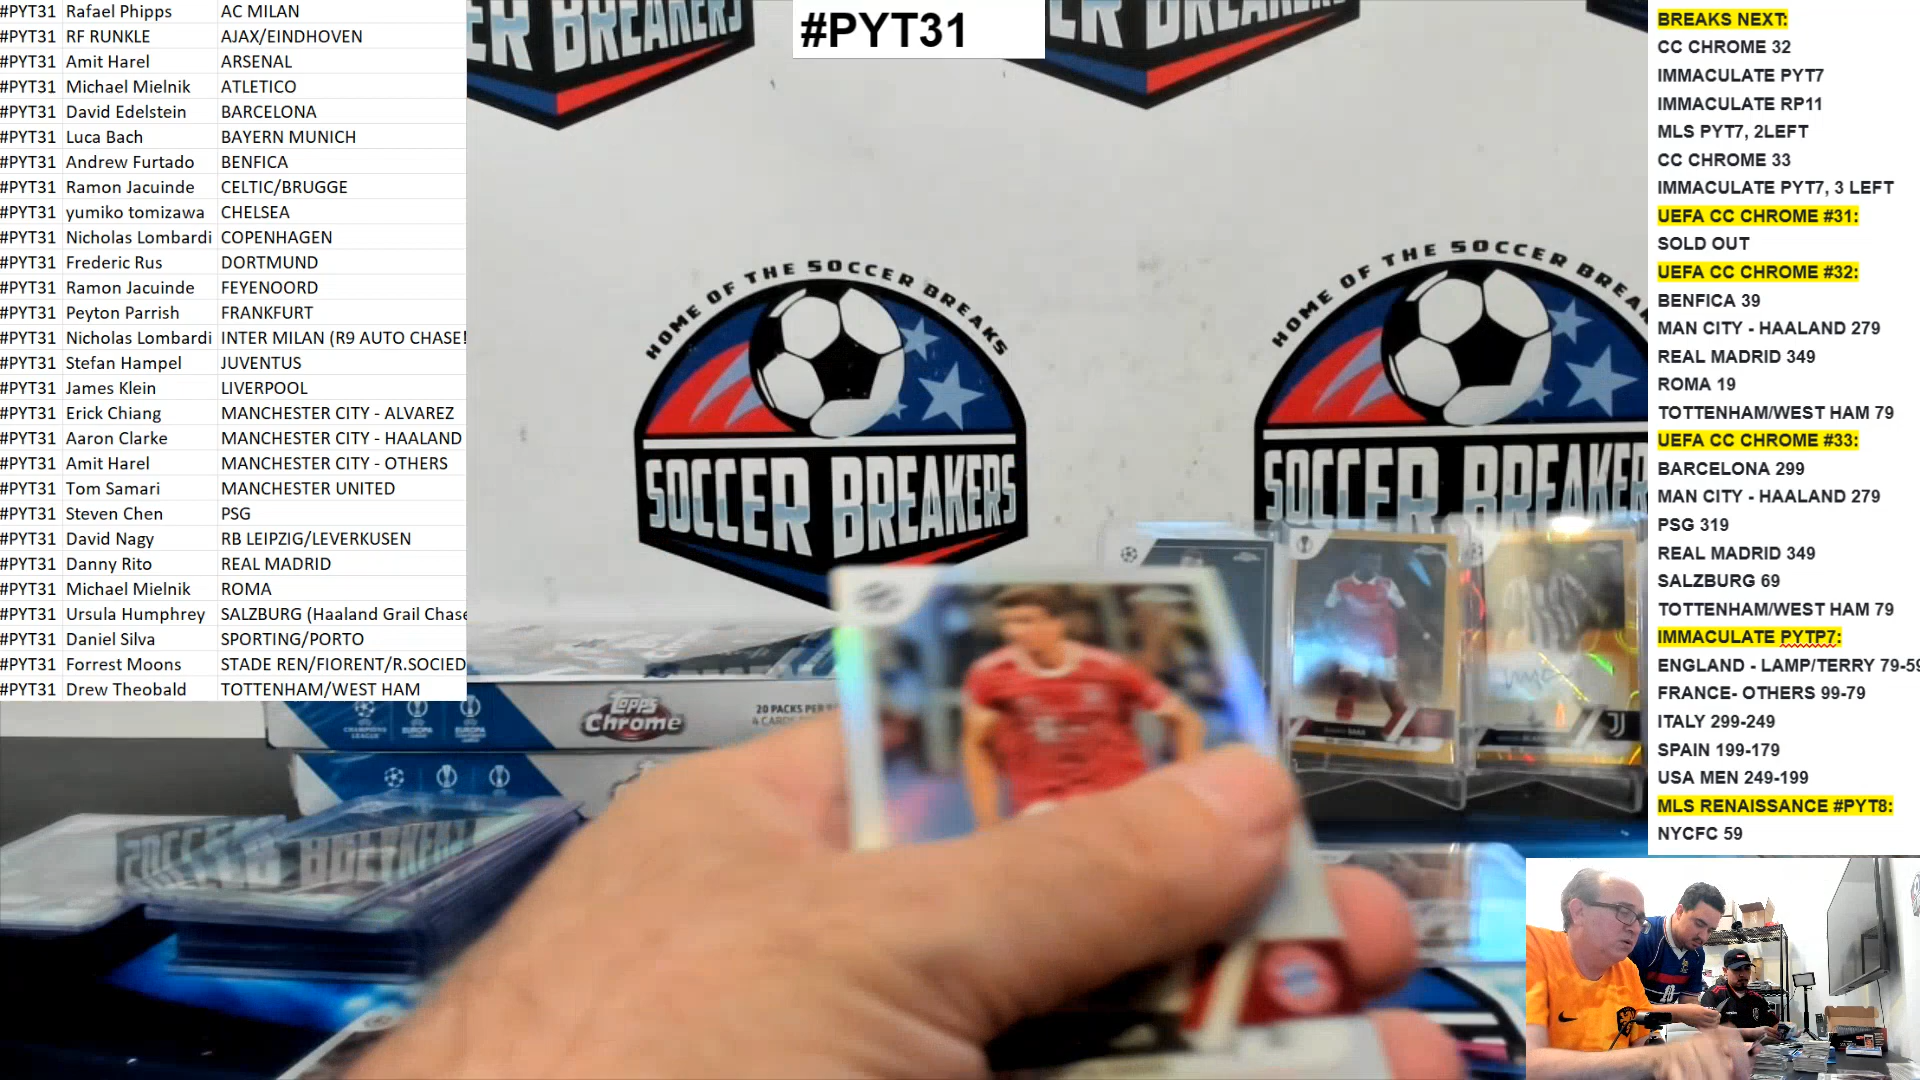 #PYT31 Rafael Phipps AC MILAN
#PYT31 RF RUNKLE AJAX/EINDHOVEN
#PYT31 Amit Harel ARSENAL
#PYT31 Michael Mielnik ATLETICO
#PYT31 David Edelstein BARCELONA
#PYT31 Luca Bach BAYERN MUNICH
#PYT31 Andrew Furtado BENFICA
#PYT31 Ramon Jacuinde CELTIC/BRUGGE
#PYT31 yumiko tomizawa CHELSEA
#PYT31 Nicholas Lombardi COPENHAGEN
#PYT31 Frederic Rus DORTMUND
#PYT31 Ramon Jacuinde FEYENOORD
#PYT31 Peyton Parrish FRANKFURT
#PYT31 Nicholas Lombardi INTER MILAN (R9 AUTO CHASE!
#PYT31 Stefan Hampel JUVENTUS
#PYT31 James Klein LIVERPOOL
#PYT31 Erick Chiang MANCHESTER CITY - ALVAREZ
#PYT31 Aaron Clarke MANCHESTER CITY - HAALAND
#PYT31 Amit Harel MANCHESTER CITY - OTHERS
#PYT31 Tom Samari MANCHESTER UNITED
#PYT31 Steven Chen PSG
#PYT31 David Nagy RB LEIPZIG/LEVERKUSEN
#PYT31 Danny Rito REAL MADRID
#PYT31 Michael Mielnik ROMA
#PYT31 Ursula Humphrey SALZBURG (Haaland Grail Chase
#PYT31 Daniel Silva SPORTING/PORTO
#PYT31 Forrest Moons STADE REN/FIORENT/R.SOCIED
#PYT31 Drew Theobald TOTTENHAM/WEST HAM
#PYT31
BREAKERS
HOME OF THE SOCCER BREAKS
SOCCER BREAKERS
HOME OF THE SOCCER BREAK
SOCCER BREAKER
Topps Chrome
20 PACKS PER
CHAMPIONS LEAGUE
EUROPA
SOCCER BREAKERS
BREAKS NEXT:
CC CHROME 32
IMMACULATE PYT7
IMMACULATE RP11
MLS PYT7, 2LEFT
CC CHROME 33
IMMACULATE PYT7, 3 LEFT
UEFA CC CHROME #31:
SOLD OUT
UEFA CC CHROME #32:
BENFICA 39
MAN CITY - HAALAND 279
REAL MADRID 349
ROMA 19
TOTTENHAM/WEST HAM 79
UEFA CC CHROME #33:
BARCELONA 299
MAN CITY - HAALAND 279
PSG 319
REAL MADRID 349
SALZBURG 69
TOTTENHAM/WEST HAM 79
IMMACULATE PYTP7:
ENGLAND - LAMP/TERRY 79-59
FRANCE- OTHERS 99-79
ITALY 299-249
SPAIN 199-179
USA MEN 249-199
MLS RENAISSANCE #PYT8:
NYCFC 59